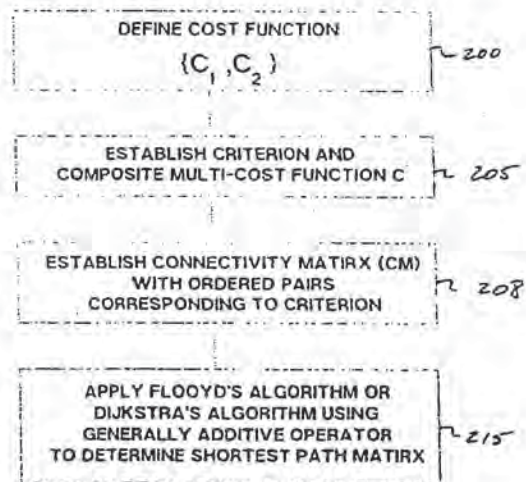 DEFINE COST FUNCTION
{C1 ,C2 }
200
ESTABLISH CRITERION AND
COMPOSITE MULTI-COST FUNCTION C
205
ESTABLISH CONNECTIVITY MATIRX (CM)
WITH ORDERED PAIRS
CORRESPONDING TO CRITERION
208
APPLY FLOOYD'S ALGORITHM OR
DIJKSTRA'S ALGORITHM USING
GENERALLY ADDITIVE OPERATOR
TO DETERMINE SHORTEST PATH MATIRX
215